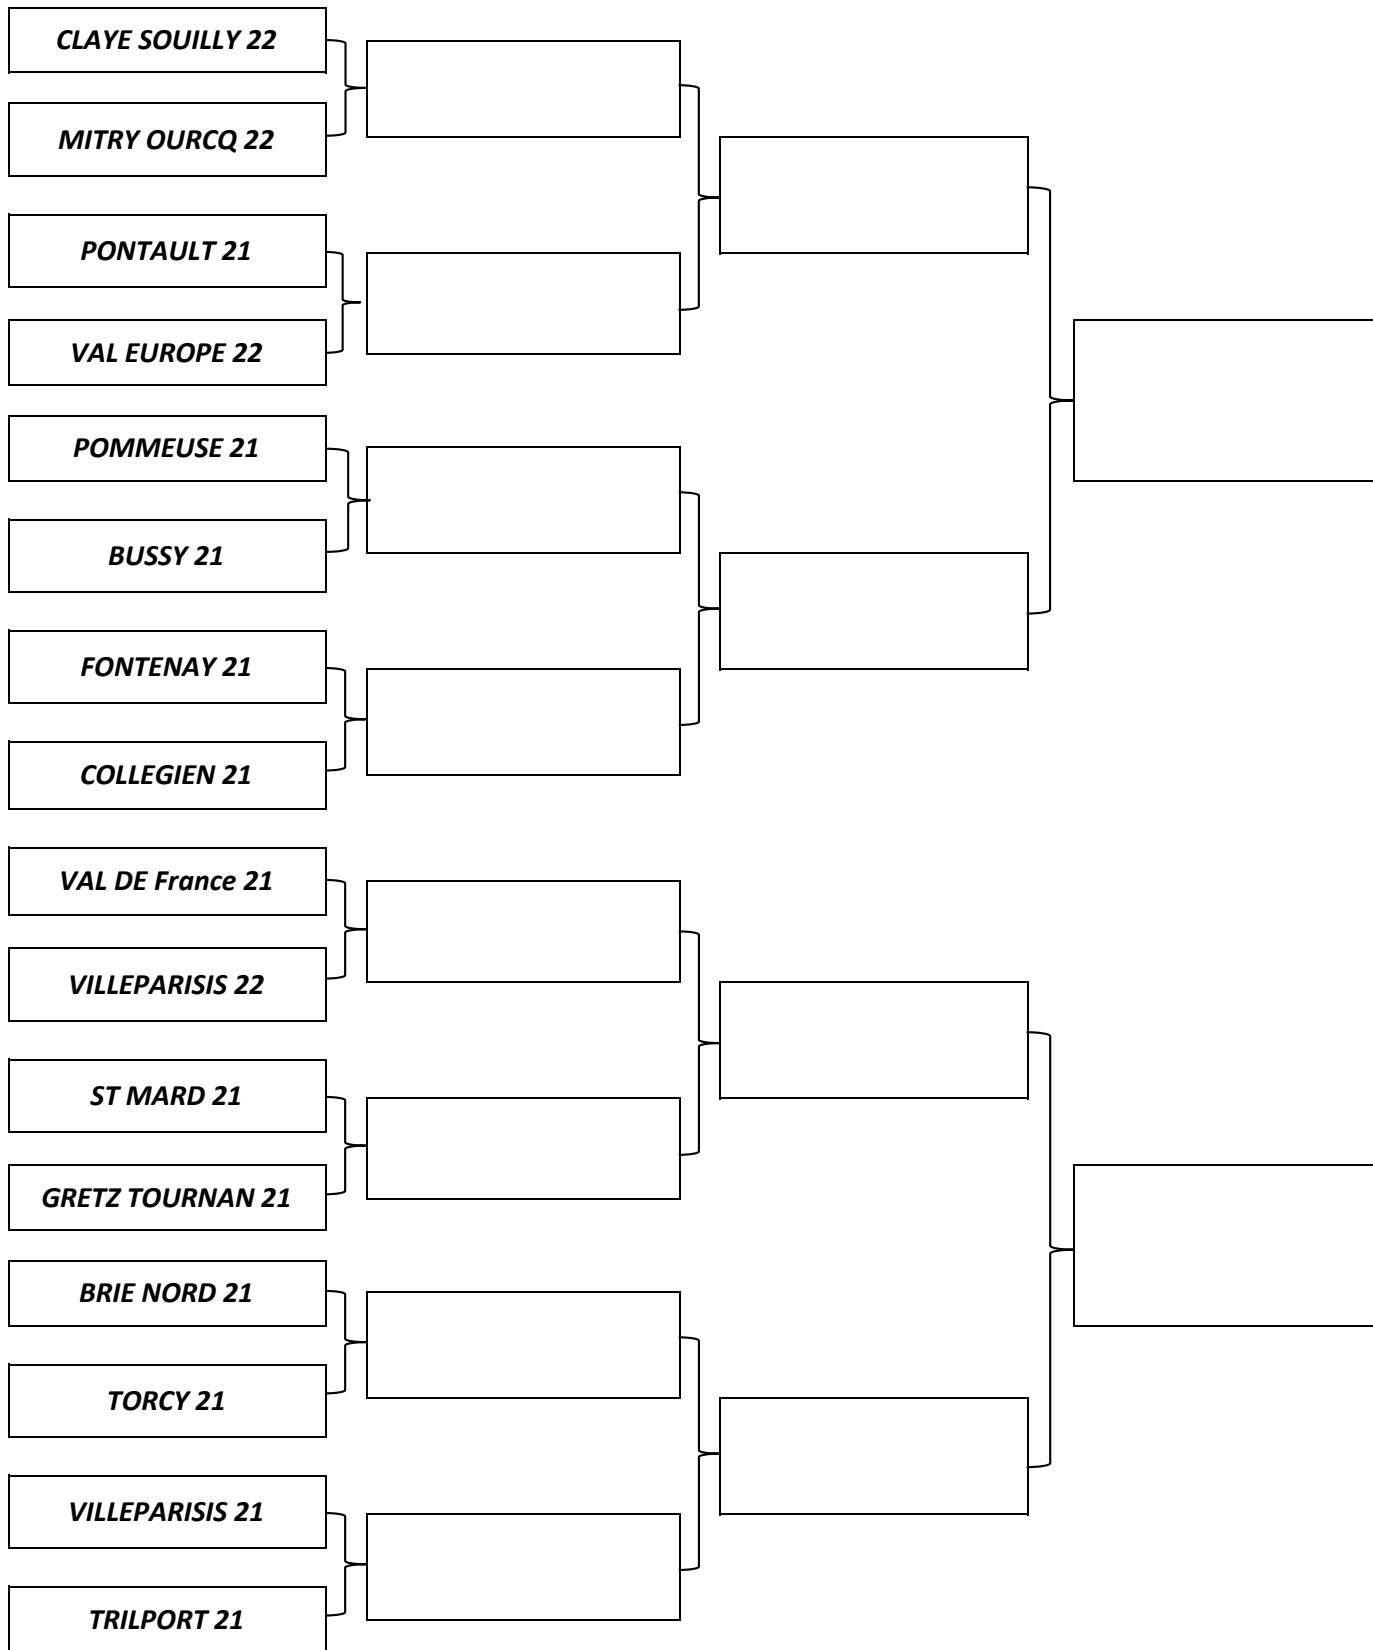 CLAYE SOUILLY 22
MITRY OURCQ 22
PONTAULT 21
VAL EUROPE 22
POMMEUSE 21
BUSSY 21
FONTENAY 21
COLLEGIEN 21
VAL DE France 21
VILLEPARISIS 22
ST MARD 21
GRETZ TOURNAN 21
BRIE NORD 21
TORCY 21
VILLEPARISIS 21
TRILPORT 21